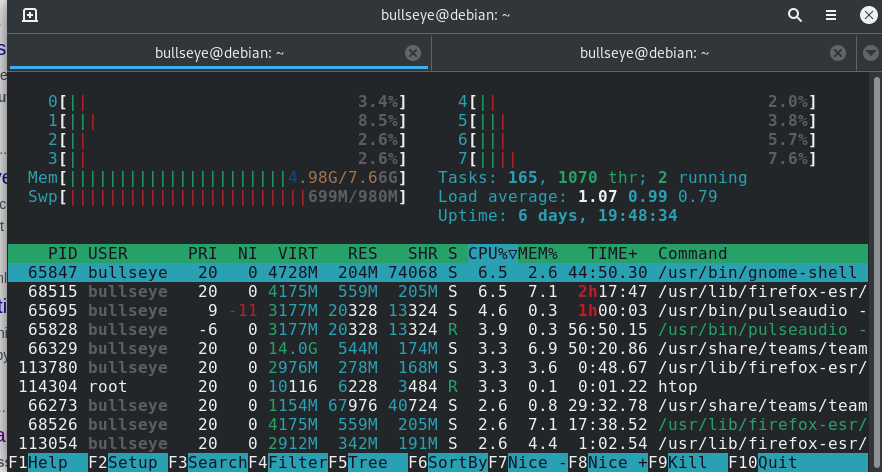 bullseye@debian: ~
bullseye@debian: ~ bullseye@debian: ~
0[|| 3.4%] 4[|| 2.0%]
1[||| 8.5%] 5[||| 3.8%]
2[|| 2.6%] 6[||| 5.7%]
3[|| 2.6%] 7[|||| 7.6%]
Mem[||||||||||||||||||||||4.98G/7.66G] Tasks: 165, 1070 thr; 2 running
Swp[||||||||||||||||||||||||699M/980M] Load average: 1.07 0.99 0.79
Uptime: 6 days, 19:48:34
PID USER PRI NI VIRT RES SHR S CPU%▽MEM% TIME+ Command
65847 bullseye 20 0 4728M 204M 74068 S 6.5 2.6 44:50.30 /usr/bin/gnome-shell
68515 bullseye 20 0 4175M 559M 205M S 6.5 7.1 2h17:47 /usr/lib/firefox-esr/
65695 bullseye 9 -11 3177M 20328 13324 S 4.6 0.3 1h00:03 /usr/bin/pulseaudio -
65828 bullseye -6 0 3177M 20328 13324 R 3.9 0.3 56:50.15 /usr/bin/pulseaudio -
66329 bullseye 20 0 14.0G 544M 174M S 3.3 6.9 50:20.86 /usr/share/teams/team
113780 bullseye 20 0 2976M 278M 168M S 3.3 3.6 0:48.67 /usr/lib/firefox-esr/
114304 root 20 0 10116 6228 3484 R 3.3 0.1 0:01.22 htop
66273 bullseye 20 0 1154M 67976 40724 S 2.6 0.8 29:32.78 /usr/share/teams/team
68526 bullseye 20 0 4175M 559M 205M S 2.6 7.1 17:38.52 /usr/lib/firefox-esr/
113054 bullseye 20 0 2912M 342M 191M S 2.6 4.4 1:02.54 /usr/lib/firefox-esr/
F1Help F2Setup F3SearchF4FilterF5Tree F6SortByF7Nice -F8Nice +F9Kill F10Quit